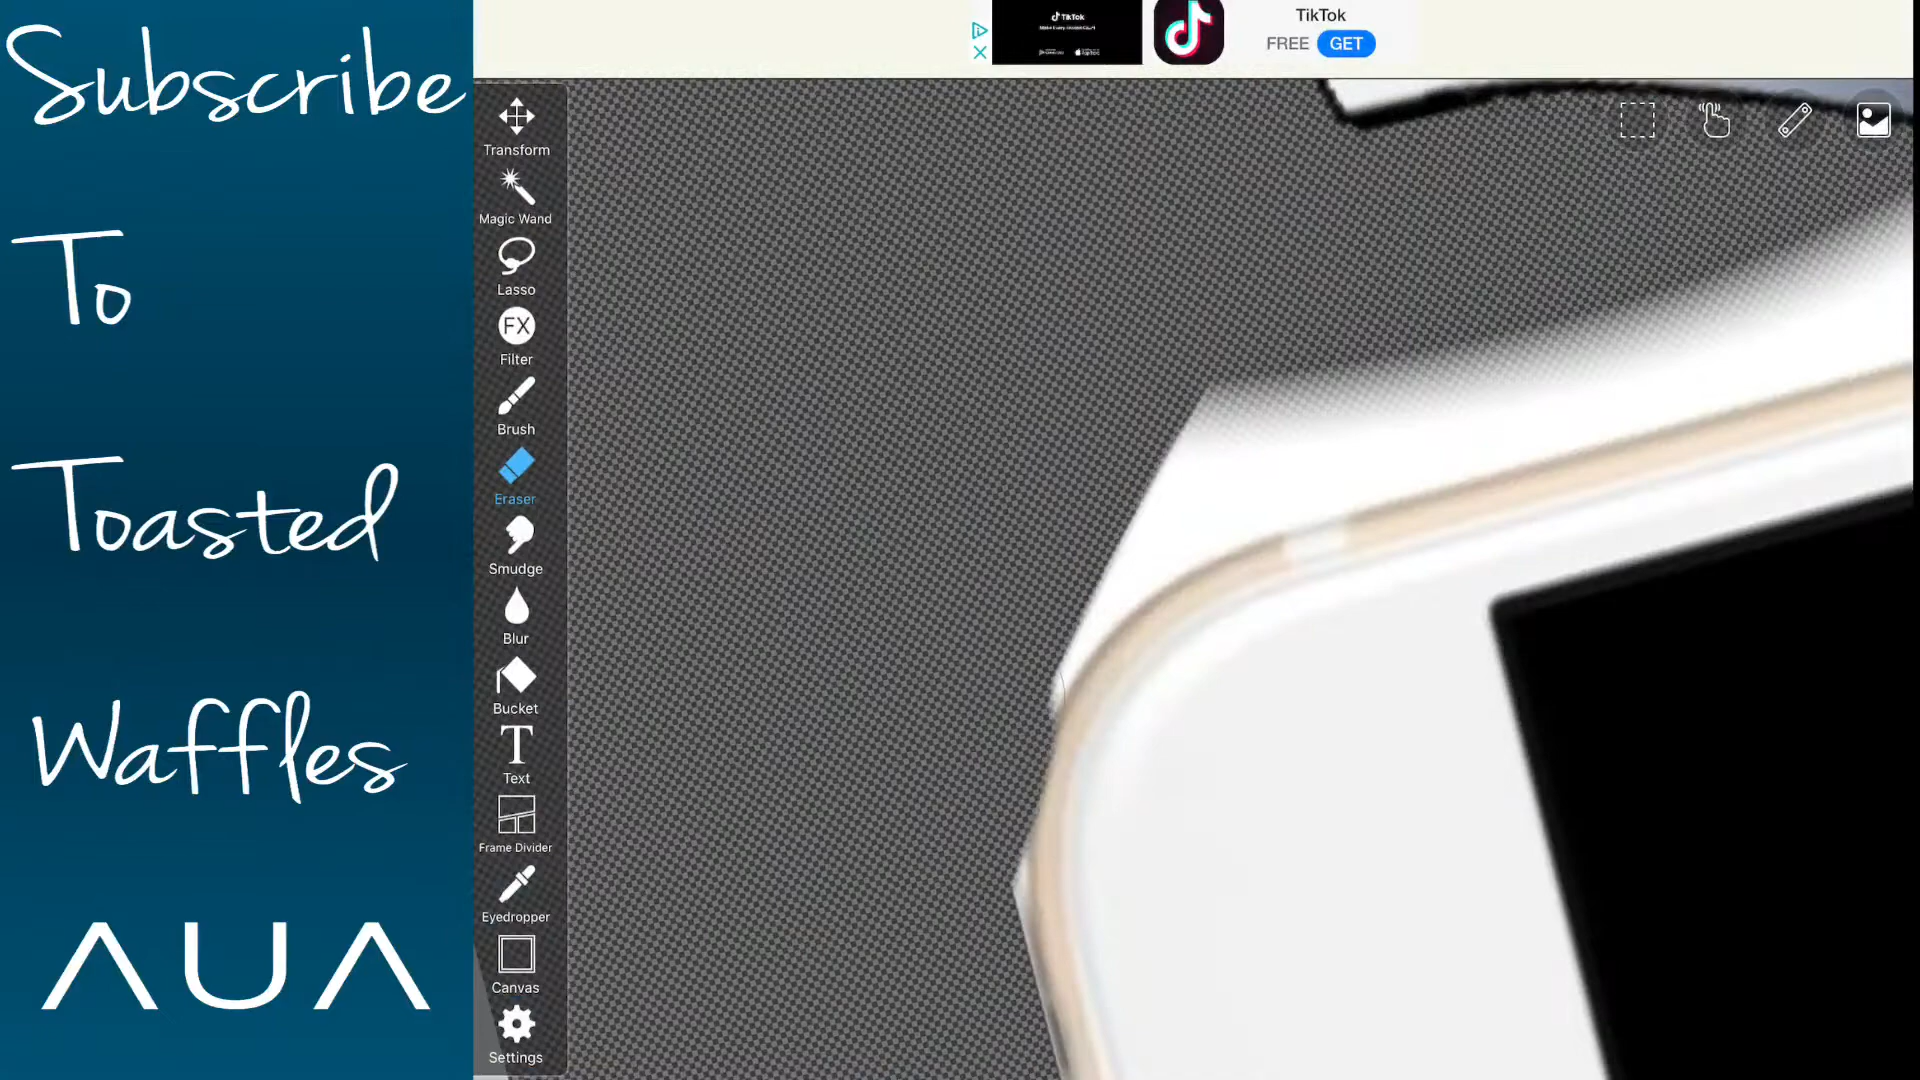 Subscribe
To
Toasted
Waffles
AUA
TikTok
TikTok
FREE GET
Transform
Magic Wand
Lasso
FX
Filter
Brush
Eraser
Smudge
Blur
Bucket
T
Text
Frame Divider
Eyedropper
Canvas
Settings